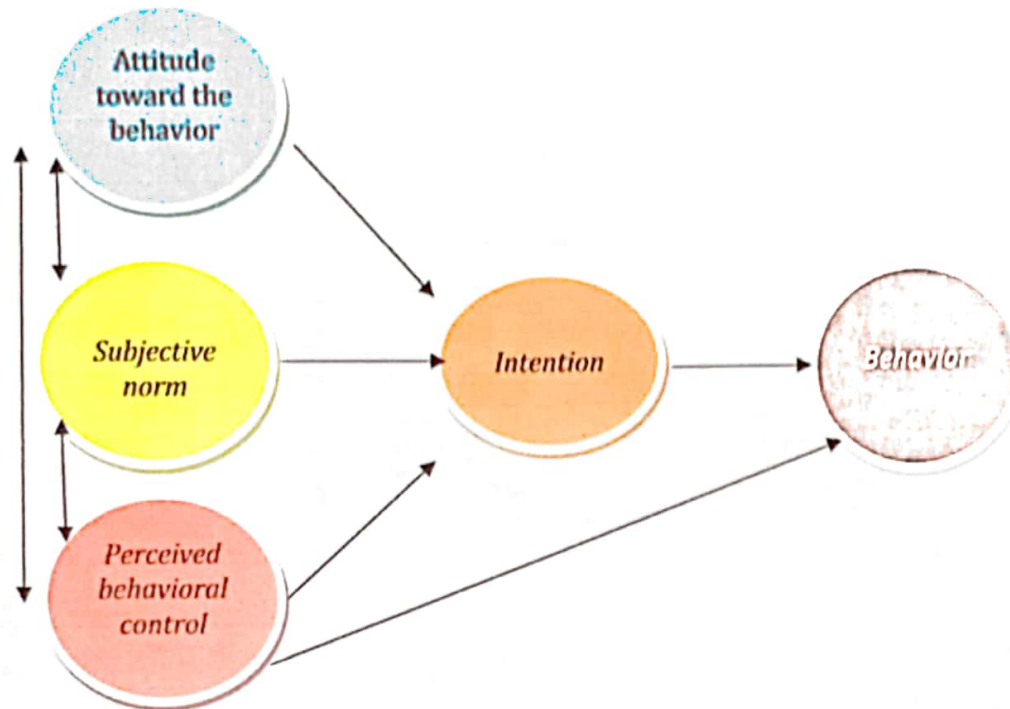 Attitude
toward the
behavior
Subjective
norm
Intention
Behavior
Perceived
behavioral
control